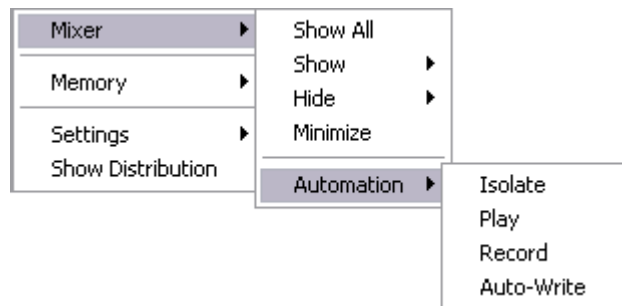 Mixer
Memory
Settings
Show Distribution
Show All
Show
Hide
Minimize
Automation
Isolate
Play
Record
Auto-Write